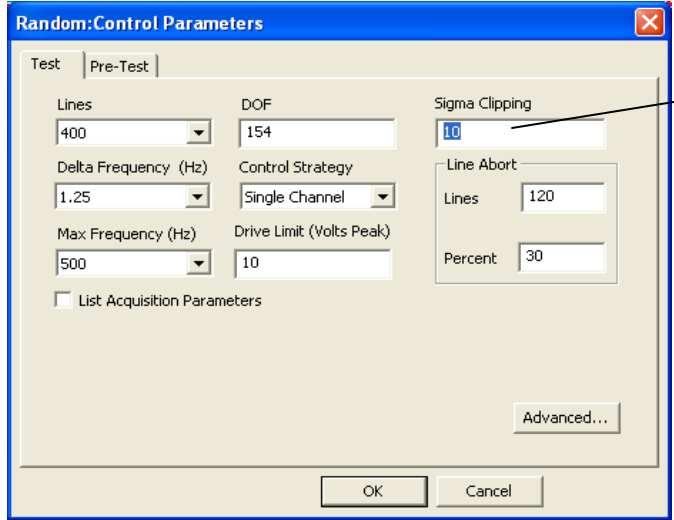 Random:Control Parameters
Test Pre-Test
Lines DOF Sigma Clipping
400 154 10
Delta Frequency (Hz) Control Strategy Line Abort
1.25 Single Channel Lines 120
Max Frequency (Hz) Drive Limit (Volts Peak)
500 10 Percent 30
List Acquisition Parameters
Advanced...
OK Cancel